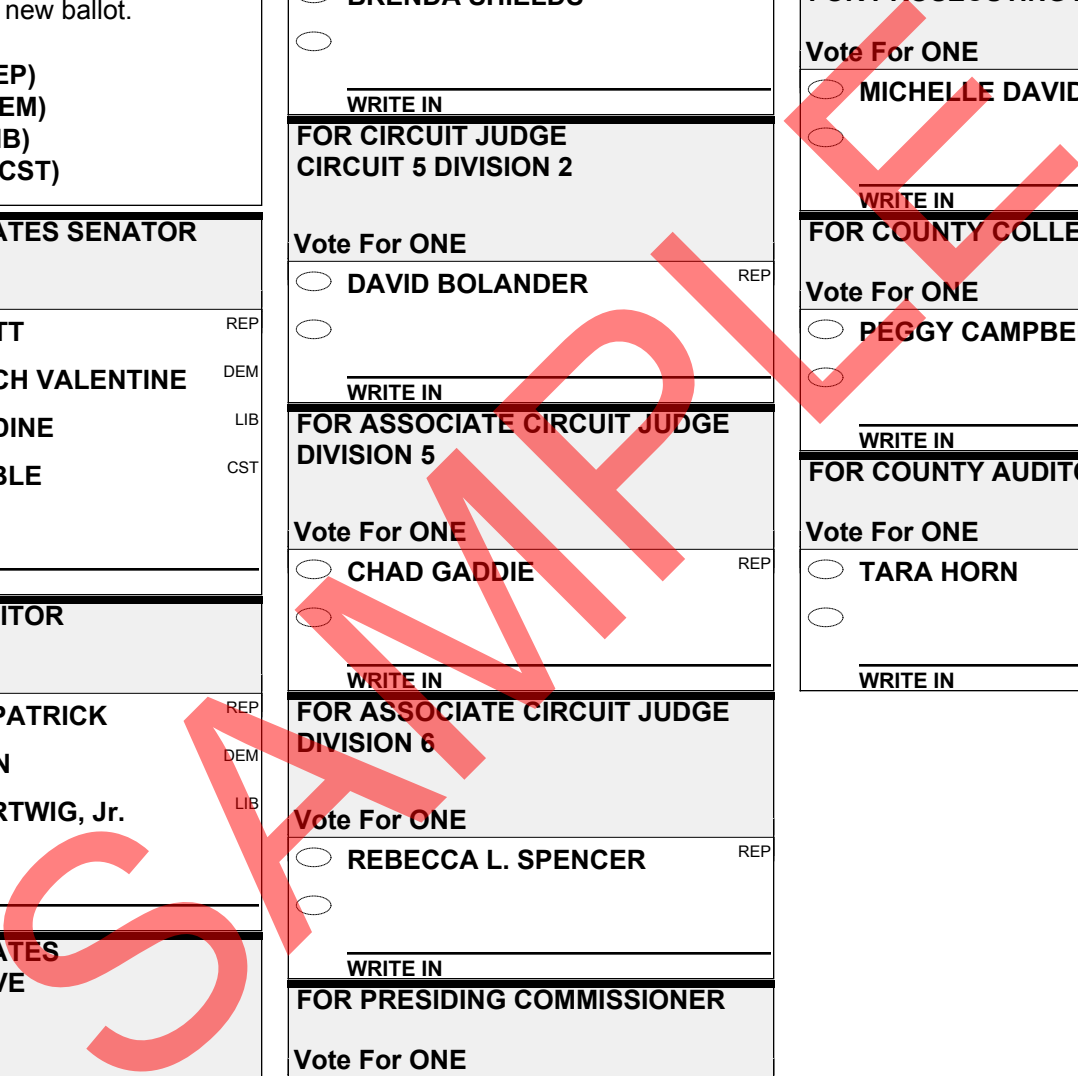 new ballot.
EP)
EM)
IB)
CST)
ATES SENATOR
TT REP
CH VALENTINE DEM
DINE LIB
BLE CST
ITOR
PATRICK REP
N DEM
RTWIG, Jr. LIB
ATES
VE
BRENDA SHIELDS
WRITE IN
FOR CIRCUIT JUDGE
CIRCUIT 5 DIVISION 2
Vote For ONE
DAVID BOLANDER REP
WRITE IN
FOR ASSOCIATE CIRCUIT JUDGE
DIVISION 5
Vote For ONE
CHAD GADDIE REP
WRITE IN
FOR ASSOCIATE CIRCUIT JUDGE
DIVISION 6
Vote For ONE
REBECCA L. SPENCER REP
WRITE IN
FOR PRESIDING COMMISSIONER
Vote For ONE
FOR PROSECUTING
Vote For ONE
MICHELLE DAVID
WRITE IN
FOR COUNTY COLLE
Vote For ONE
PEGGY CAMPBE
WRITE IN
FOR COUNTY AUDITO
Vote For ONE
TARA HORN
WRITE IN
SAMPLE